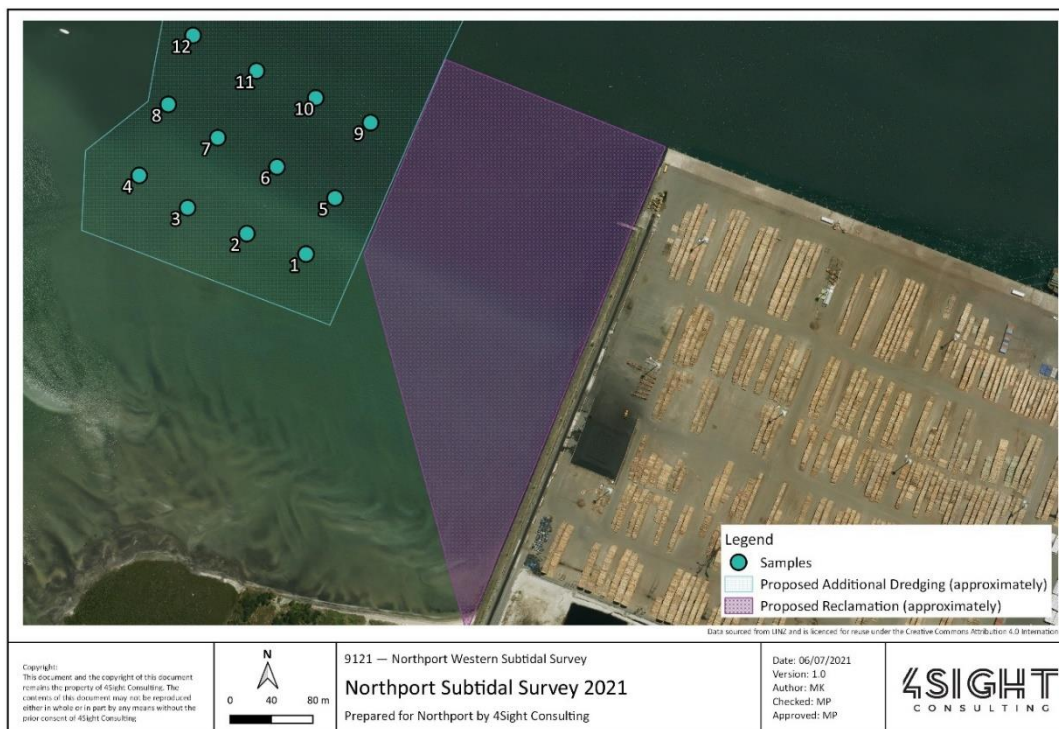 12
11
10
8
9
7
6
4
5
3
2
1
Legend
Samples
Proposed Additional Dredging (approximately)
Proposed Reclamation (approximately)
Data sourced from LINZ and is licenced for reuse under the Creative Commons Attribution 4.0 Internation
Copyright:
This document and the copyright of this document
remains the property of 4Sight Consulting. The
contents of this document may not be reproduced
either in whole or in part by any means without the
prior consent of 4Sight Consulting
N
0 40 80 m
9121 — Northport Western Subtidal Survey
Northport Subtidal Survey 2021
Prepared for Northport by 4Sight Consulting
Date: 06/07/2021
Version: 1.0
Author: MK
Checked: MP
Approved: MP
4SIGHT
CONSULTING